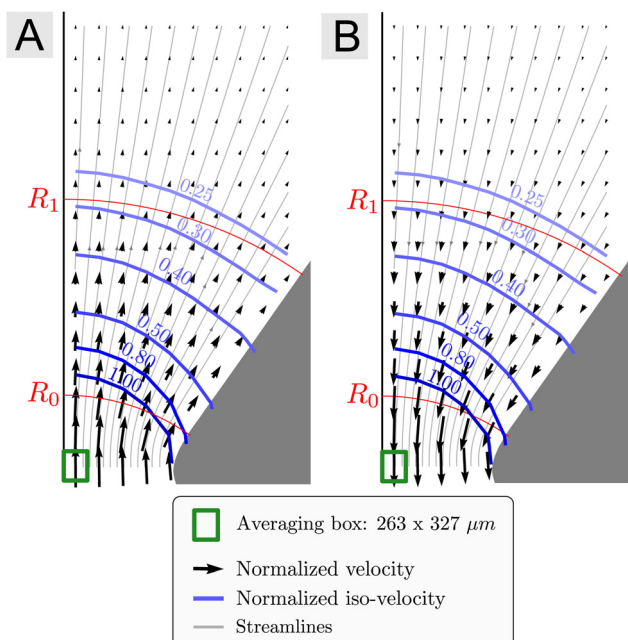 A
B
0.25
0.25
R1
R1
0.30
0.30
0.40
0.40
0.50
0.50
0.80
0.80
1.00
1.00
R0
R0
Averaging box: 263 x 327 μm
Normalized velocity
Normalized iso-velocity
Streamlines